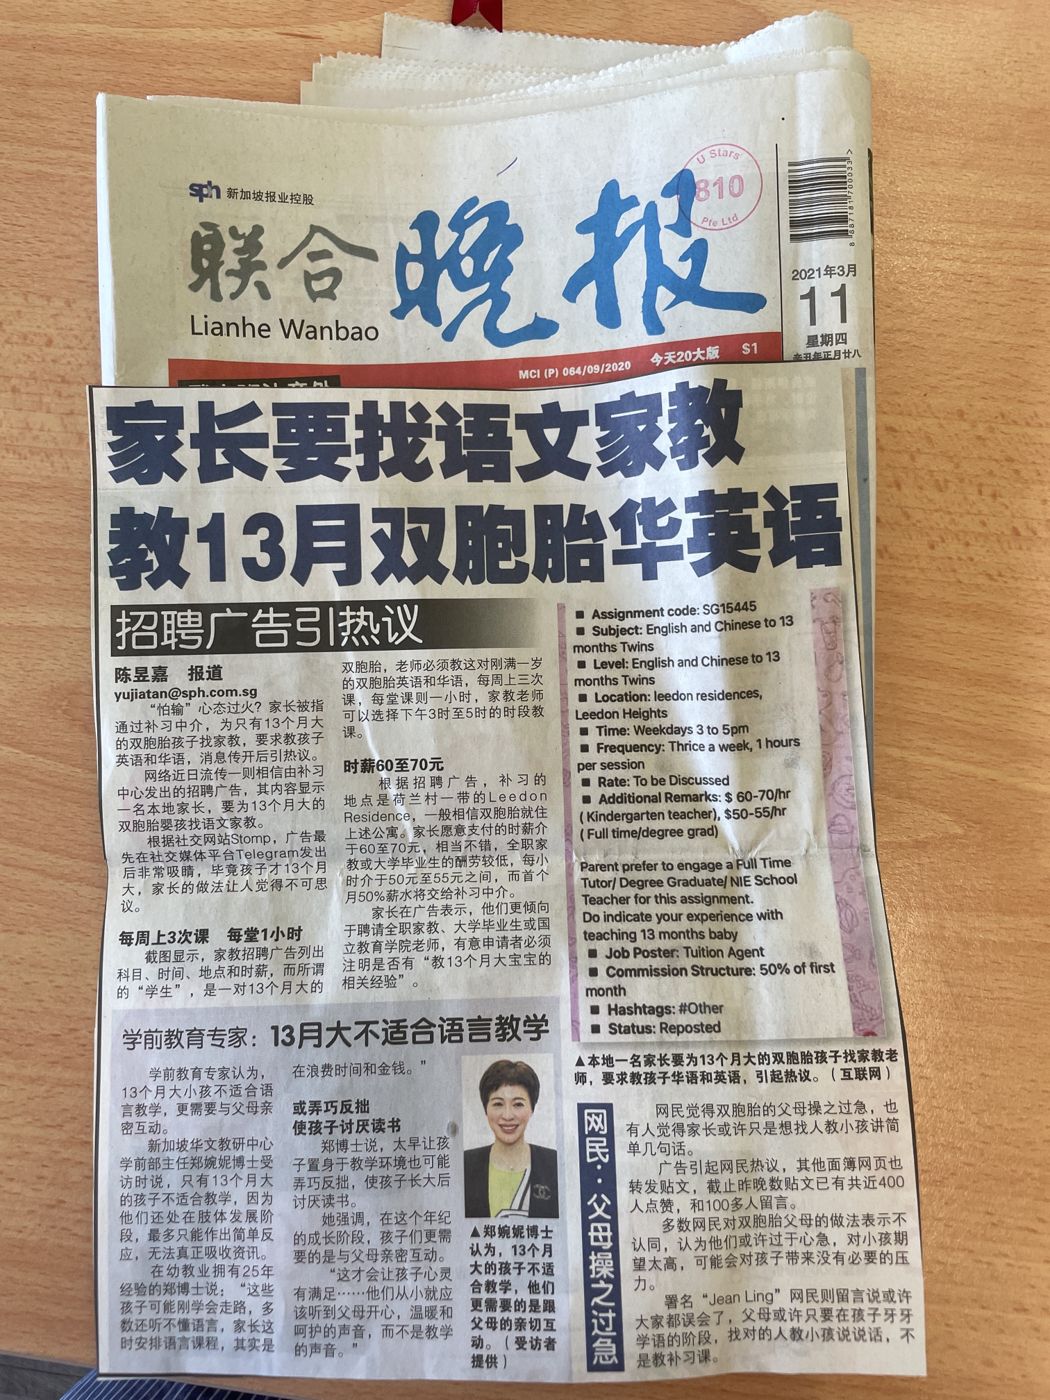 sph 新加坡报业控股
联合晚报
Lianhe Wanbao
U Stars
810
Pte Ltd
8 887181 700033 >
2021年3月
11
星期四
辛丑年正月廿八
MCI (P) 064/09/2020 今天20大版 $1
家长要找语文家教
教13月双胞胎华英语
招聘广告引热议
陈昱嘉 报道
yujiatan@sph.com.sg
“怕输”心态过火？家长被指
通过补习中介，为只有13个月大
的双胞胎孩子找家教，要求教孩子
英语和华语，消息传开后引热议。
网络近日流传一则相信由补习
中心发出的招聘广告，其内容显示
一名本地家长，要为13个月大的
双胞胎要孩找语文家教。
根据社交网站Stomp，广告最
先在社交媒体平台Telegram发出
后非常吸睛，毕竟孩子才13个月
大，家长的做法让人觉得不可思
议。
每周上3次课 每堂1小时
截图显示，家教招聘广告列出
科目、时间、地点和时薪，而所谓
的“学生”，是一对13个月大的
双胞胎，老师必须教这对刚满一岁
的双胞胎英语和华语，每周上三次
课，每堂课则一小时，家教老师
可以选择下午3时至5时的时段教
课。
时薪60至70元
根据招聘广告，补习的
地点是荷兰村一带的Leedon
Residence，一般相信双胞胎就住
上述公寓。家长愿意支付的时薪介
于60至70元，相当不错，全职家
教或大学毕业生的酬劳较低，每小
时介于50元至55元之间，而首个
月50%薪水将交给补习中介。
家长在广告表示，他们更倾向
于聘请全职家教、大学毕业生或国
立教育学院老师，有意申请者必须
注明是否有“教13个月大宝宝的
相关经验”。
■ Assignment code: SG15445
■ Subject: English and Chinese to 13
months Twins
■ Level: English and Chinese to 13
months Twins
■ Location: leedon residences,
Leedon Heights
■ Time: Weekdays 3 to 5pm
■ Frequency: Thrice a week, 1 hours
per session
■ Rate: To be Discussed
■ Additional Remarks: $ 60-70/hr
( Kindergarten teacher), $50-55/hr
( Full time/degree grad)
Parent prefer to engage a Full Time
Tutor/ Degree Graduate/ NIE School
Teacher for this assignment.
Do indicate your experience with
teaching 13 months baby
■ Job Poster: Tuition Agent
■ Commission Structure: 50% of first
month
■ Hashtags: #Other
■ Status: Reposted
▲本地一名家长要为13个月大的双胞胎孩子找家教老
师，要求教孩子华语和英语，引起热议。（互联网）
学前教育专家：13月大不适合语言教学
学前教育专家认为，
13个月大小孩不适合语
言教学，更需要与父母亲
密互动。
新加坡华文教研中心
学前部主任郑婉妮博士受
访时说，只有13个月大
的孩子不适合教学，因为
他们还处在肢体发展阶
段，最多只能作出简单反
应，无法真正吸收资讯。
在幼教业拥有25年
经验的郑博士说：“这些
孩子可能刚学会走路，多
数还听不懂语言，家长这
时安排语言课程，其实是
在浪费时间和金钱。”
或弄巧反拙
使孩子讨厌读书
郑博士说，太早让孩
子置身于教学环境也可能
弄巧反拙，使孩子长大后
讨厌读书。
她强调，在这个年纪
的成长阶段，孩子们更需
要的是与父母亲密互动。
“这才会让孩子心灵
有满足……他们从小就应
该听到父母开心，温暖和
呵护的声音，而不是教学
的声音。”
▲郑婉妮博士
认为，13个月
大的孩子不适
合教学，他们
更需要的是跟
父母的亲切互
动。（受访者
提供）
网民：父母操之过急
网民觉得双胞胎的父母操之过急，也
有人觉得家长或许只是想找人教小孩讲简
单几句话。
广告引起网民热议，其他面簿网页也
转发贴文，截止昨晚数贴文已有共近400
人点赞，和100多人留言。
多数网民对双胞胎父母的做法表示不
认同，认为他们或许过于心急，对小孩期
望太高，可能会对孩子带来没有必要的压
力。
署名“Jean Ling”网民则留言说或许
大家都误会了，父母或许只要在孩子牙牙
学语的阶段，找对的人教小孩说说话，不
是教补习课。